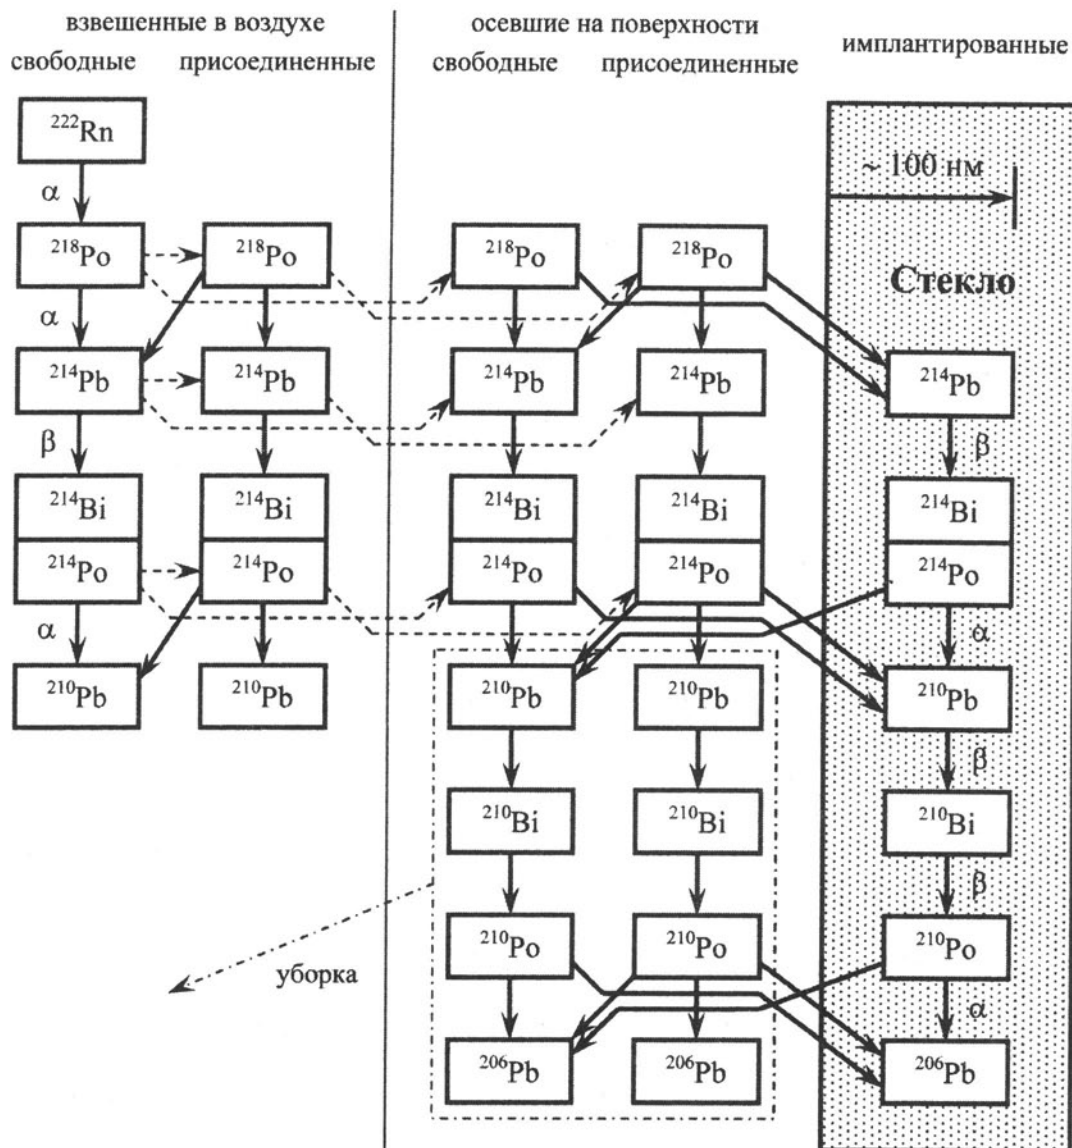 взвешенные в воздухе
осевшие на поверхности
имплантированные
свободные
присоединенные
свободные
присоединенные
²²²Rn
~ 100 нм
α
²¹⁸Po
²¹⁸Po
²¹⁸Po
²¹⁸Po
Стекло
α
²¹⁴Pb
²¹⁴Pb
²¹⁴Pb
²¹⁴Pb
²¹⁴Pb
β
β
²¹⁴Bi
²¹⁴Bi
²¹⁴Bi
²¹⁴Bi
²¹⁴Bi
²¹⁴Po
²¹⁴Po
²¹⁴Po
²¹⁴Po
²¹⁴Po
α
α
²¹⁰Pb
²¹⁰Pb
²¹⁰Pb
²¹⁰Pb
²¹⁰Pb
β
²¹⁰Bi
²¹⁰Bi
²¹⁰Bi
β
²¹⁰Po
²¹⁰Po
²¹⁰Po
уборка
α
²⁰⁶Pb
²⁰⁶Pb
²⁰⁶Pb